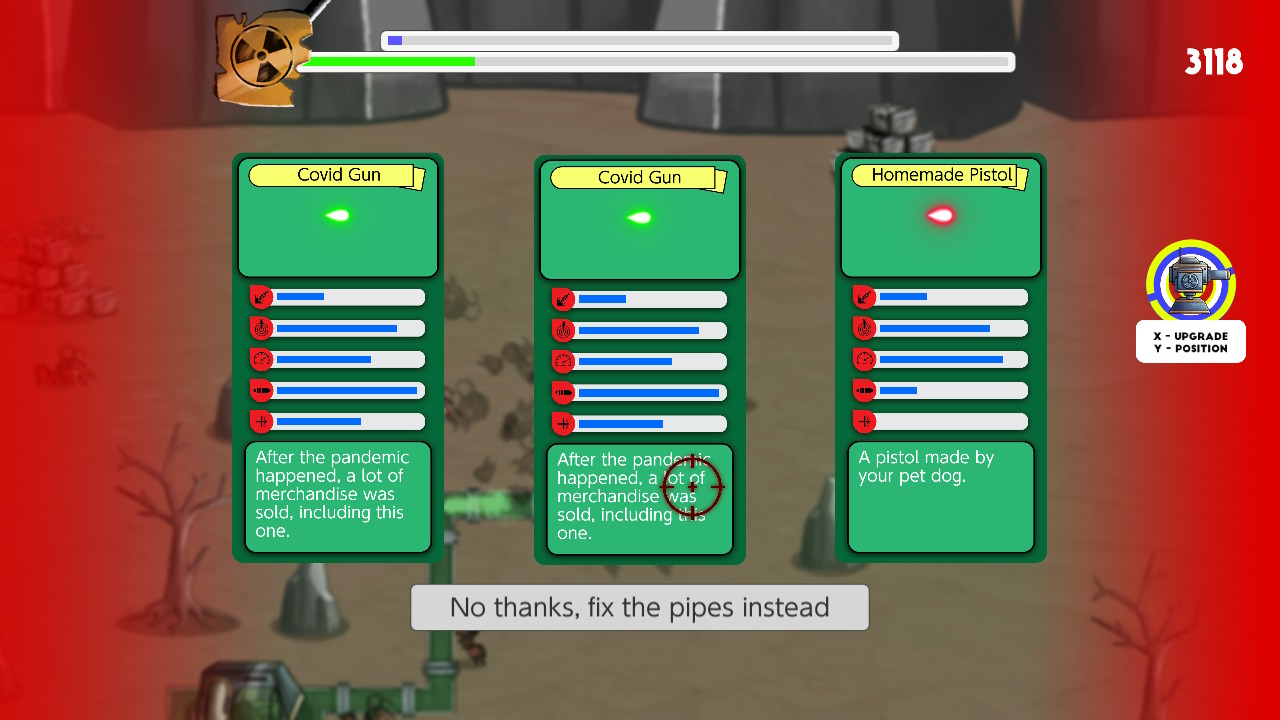 3118
Covid Gun
After the pandemic
happened, a lot of
merchandise was
sold, including this
one.
Covid Gun
After the pandemic
happened, a lot of
merchandise was
sold, including this
one.
Homemade Pistol
A pistol made by
your pet dog.
X - UPGRADE
Y - POSITION
No thanks, fix the pipes instead